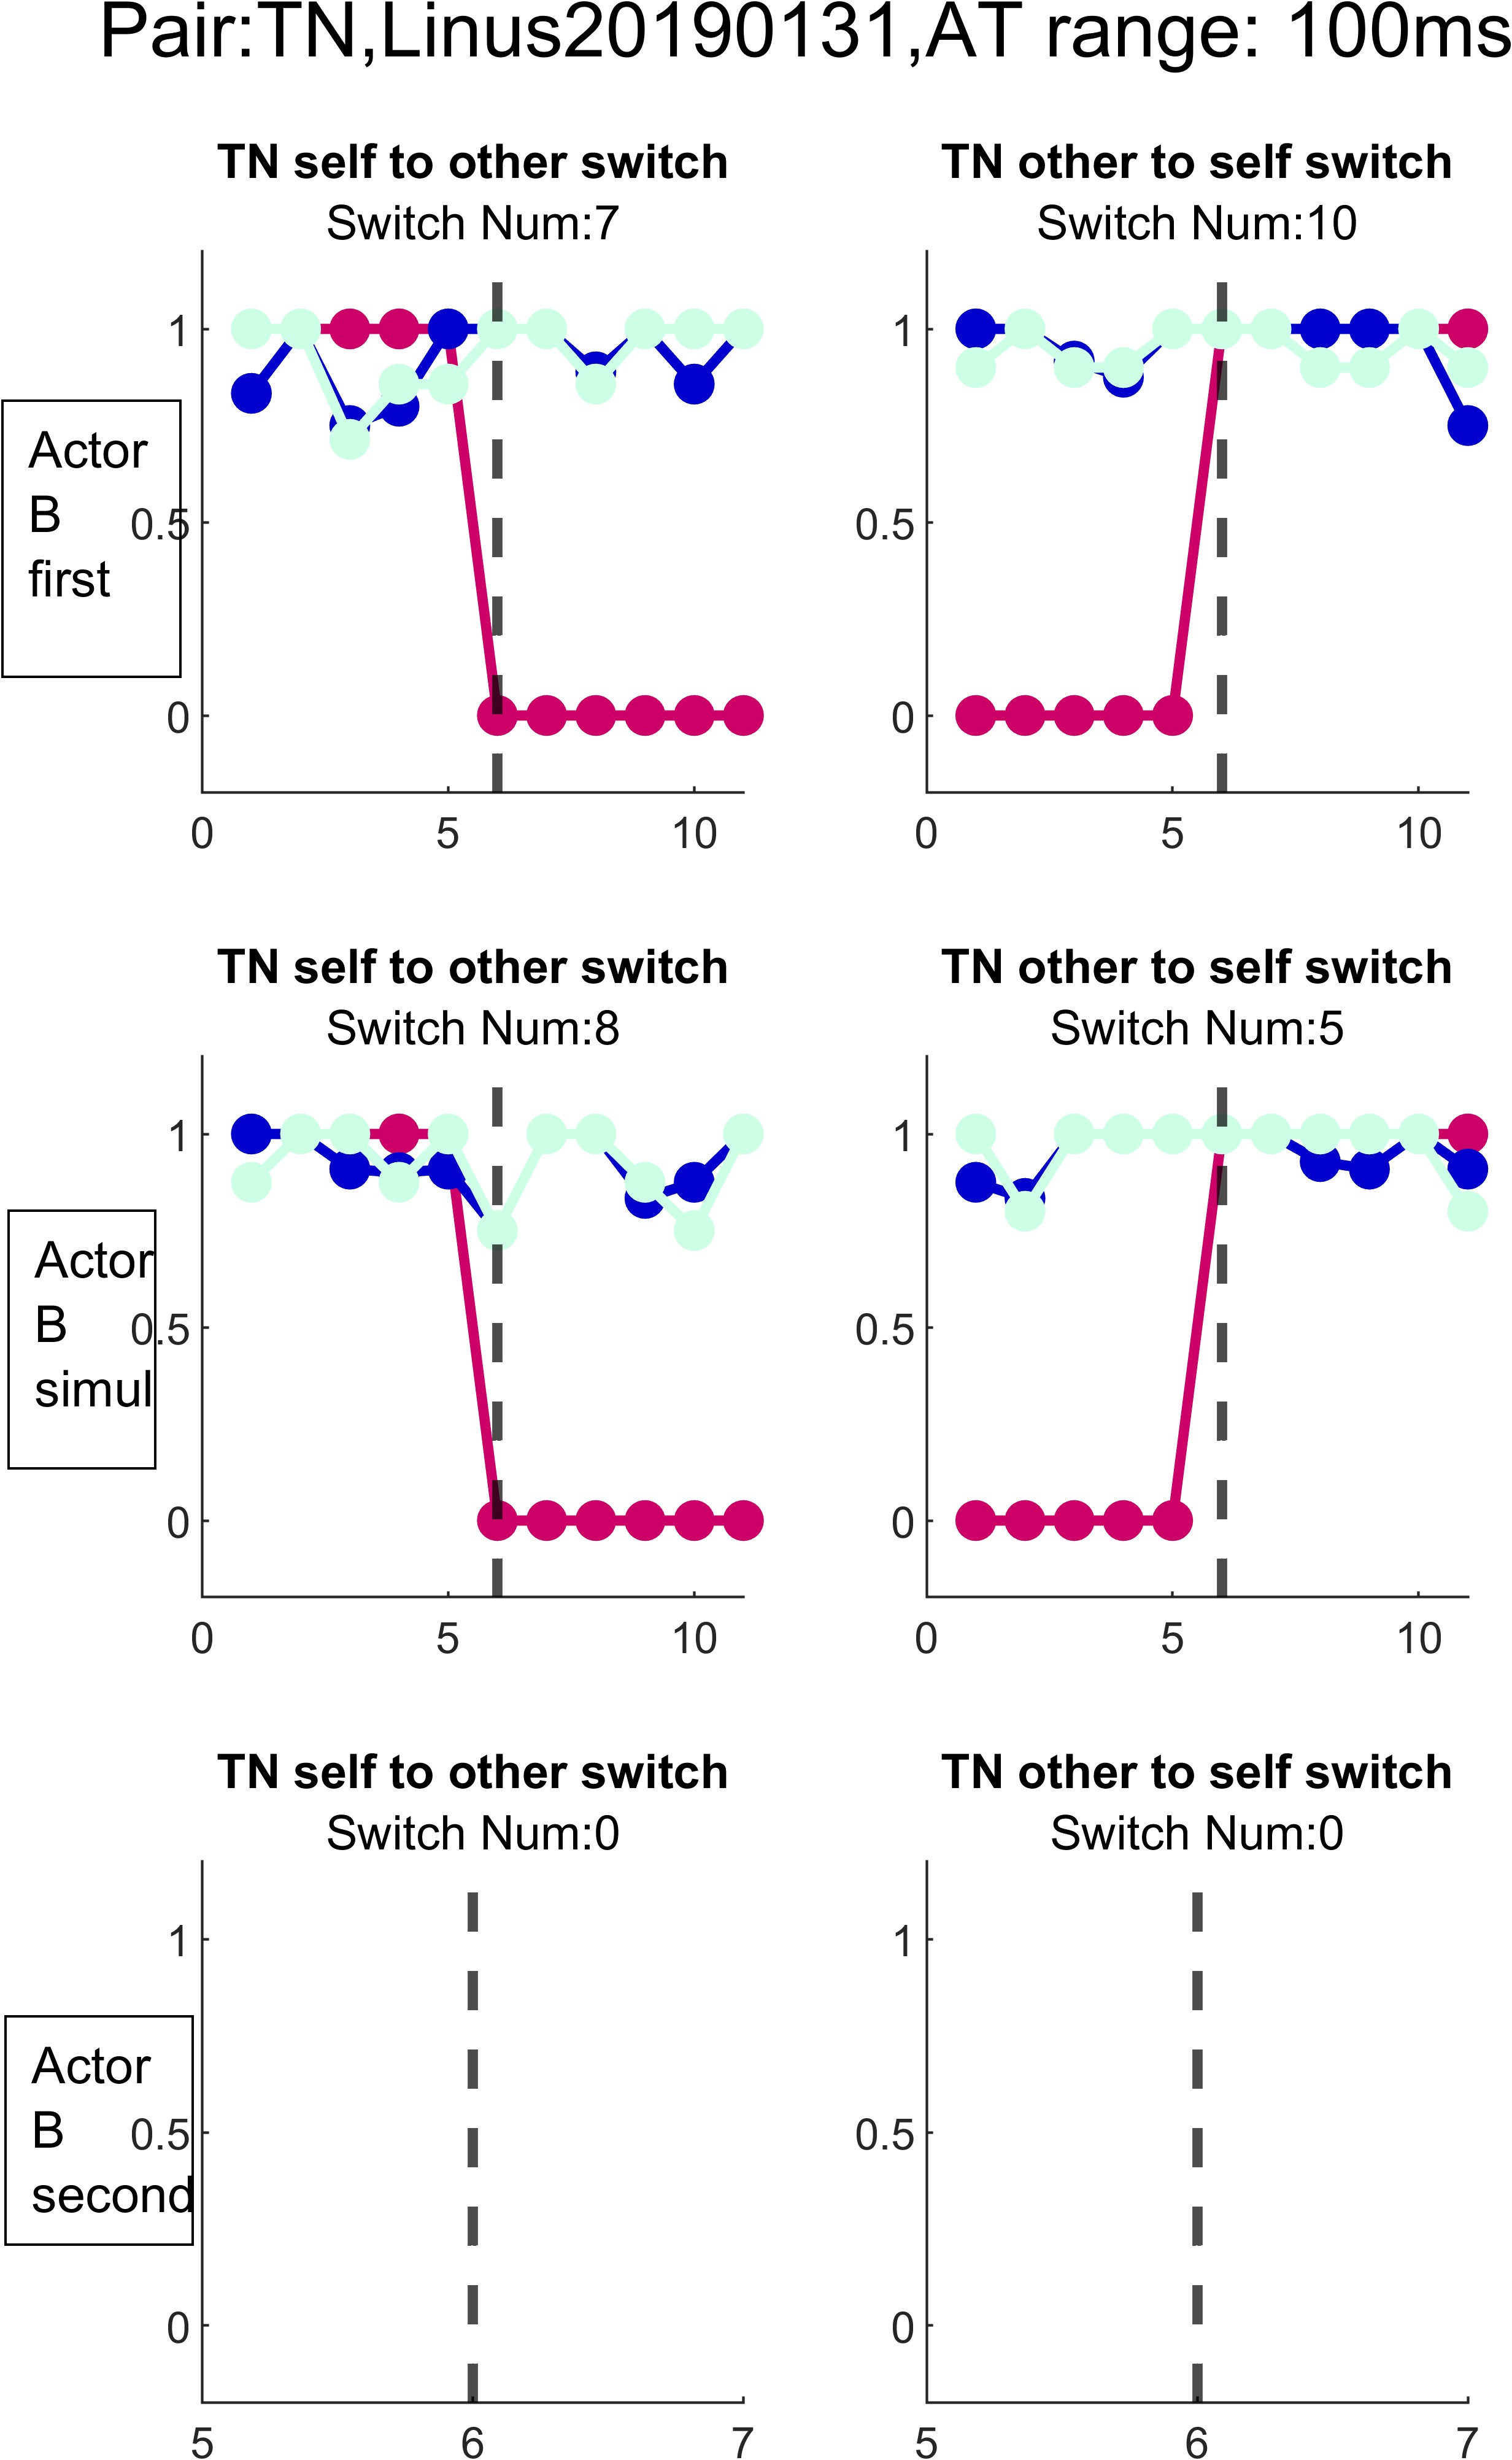 Pair:TN,Linus20190131,AT range: 100ms
TN self to other switch
Switch Num:7
TN other to self switch
Switch Num:10
Actor
B
first
1
0.5
0
0
5
10
1
0.5
0
0
5
10
TN self to other switch
Switch Num:8
TN other to self switch
Switch Num:5
Actor
B
simul
1
0.5
0
0
5
10
1
0.5
0
0
5
10
TN self to other switch
Switch Num:0
TN other to self switch
Switch Num:0
Actor
B
second
1
0.5
0
5
6
7
1
0.5
0
5
6
7